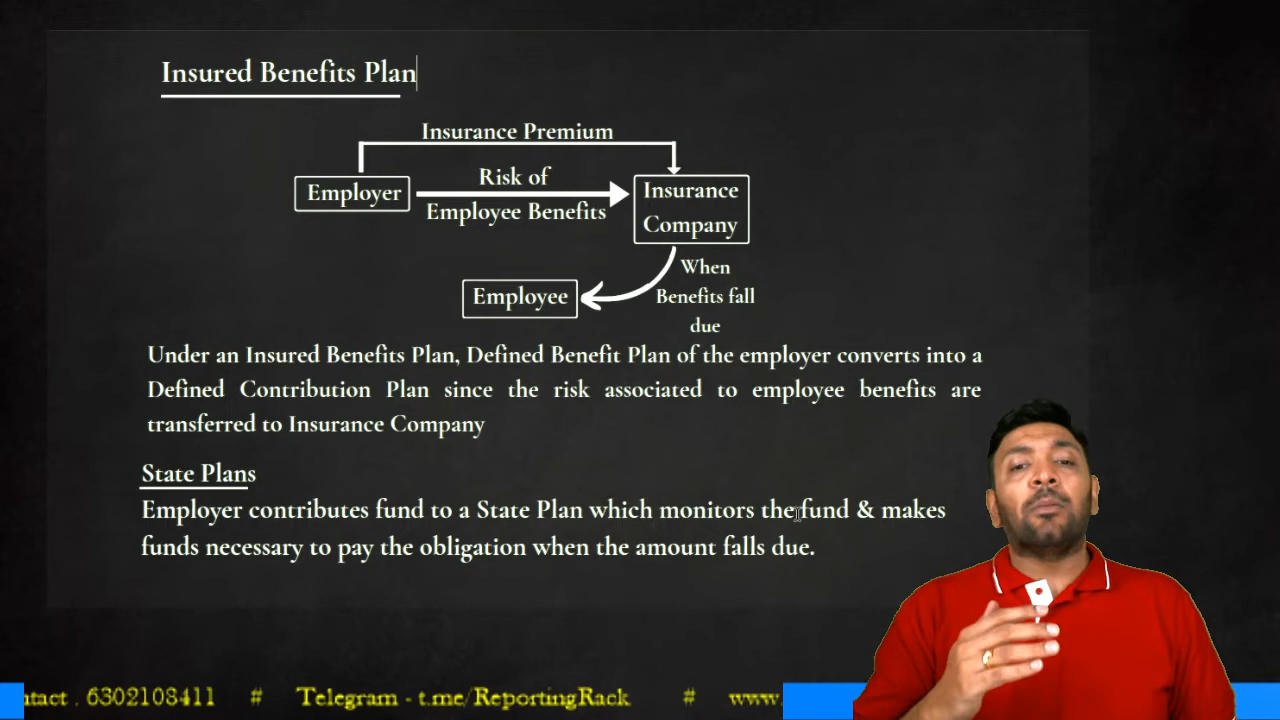 Insured Benefits Plan
Insurance Premium
Employer
Risk of
Employee Benefits
Insurance
Company
When
Benefits fall
due
Employee
Under an Insured Benefits Plan, Defined Benefit Plan of the employer converts into a
Defined Contribution Plan since the risk associated to employee benefits are
transferred to Insurance Company
State Plans
Employer contributes fund to a State Plan which monitors the fund & makes
funds necessary to pay the obligation when the amount falls due.
ntact . 6302108411 # Telegram - t.me/ReportingRack # www.